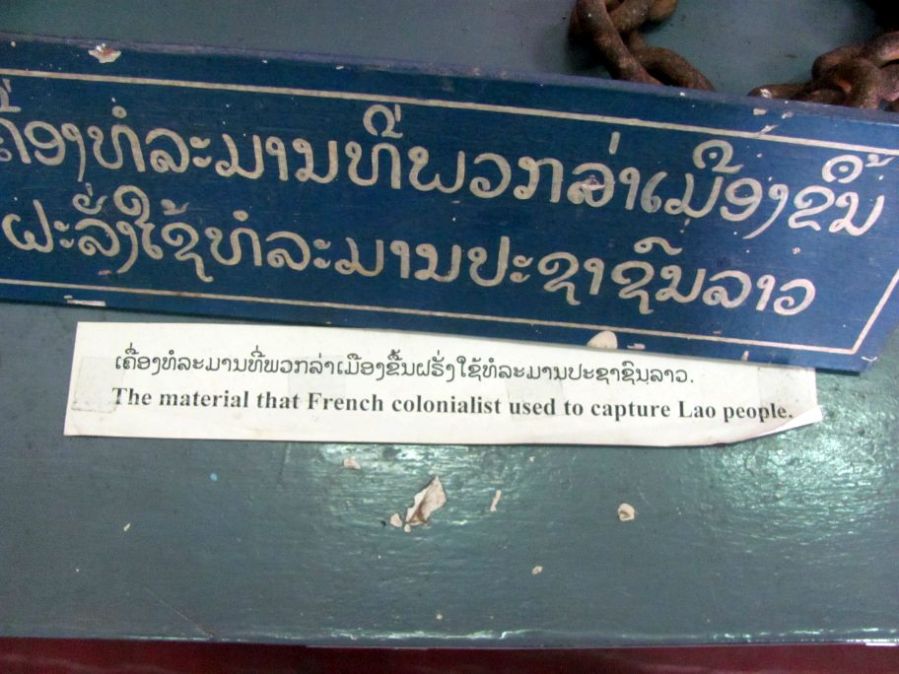 ຄື່ອງທໍລະມານທີ່ພວກລ່າເມືອງຂຶ້ນ
ຝະລັ່ງໃຊ້ທໍລະມານປະຊາຊົນລາວ
ເຄື່ອງທໍລະມານທີ່ພວກລ່າເມືອງຂຶ້ນຝຣັ່ງໃຊ້ທໍລະມານປະຊາຊົນລາວ.
The material that French colonialist used to capture Lao people.